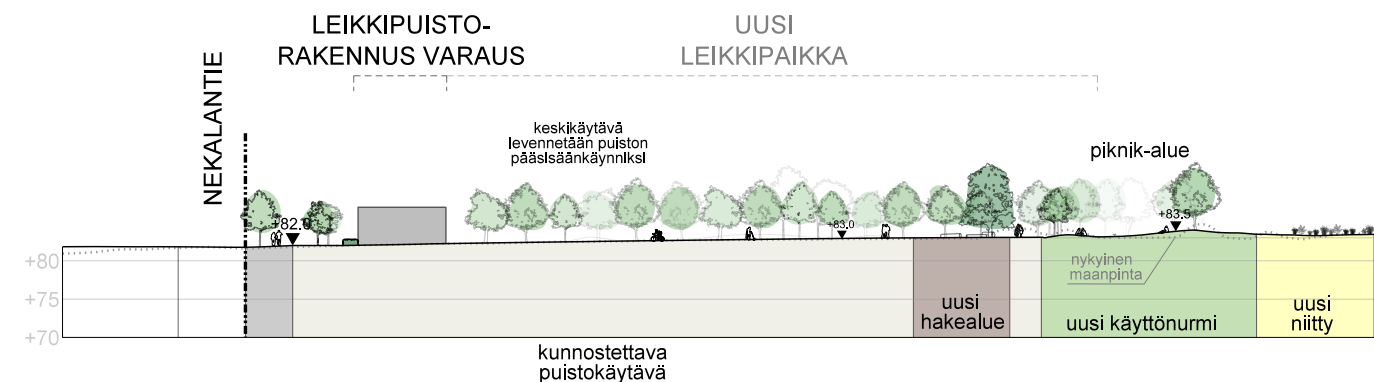 LEIKKIPUISTO-
RAKENNUS VARAUS
UUSI
LEIKKIPAIKKA
NEKALANTIE
keskikäytävä
levennetään puiston
pääsisäänkäynniksi
piknik-alue
+82.0
+83.0
+83.5
nykyinen
maanpinta
+80
+75
+70
uusi
hakealue
uusi käyttönurmi
uusi
niitty
kunnostettava
puistokäytävä